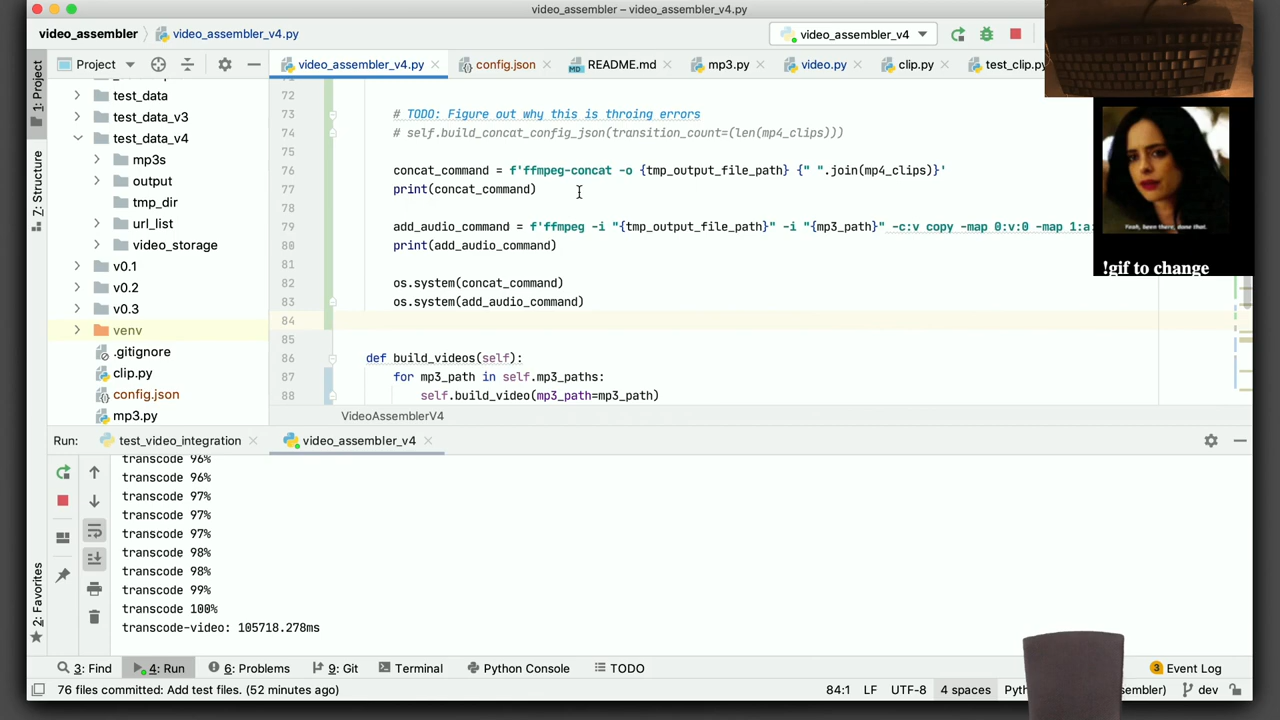 video_assembler – video_assembler_v4.py
video_assembler video_assembler_v4.py
video_assembler_v4
Project
video_assembler_v4.py
config.json
README.md
mp3.py
video.py
clip.py
test_clip.py
1: Project
Z: Structure
2: Favorites
test_data
test_data_v3
test_data_v4
mp3s
output
tmp_dir
url_list
video_storage
v0.1
v0.2
v0.3
venv
.gitignore
clip.py
config.json
mp3.py
72
73 # TODO: Figure out why this is throing errors
74 # self.build_concat_config_json(transition_count=(len(mp4_clips)))
75
76 concat_command = f'ffmpeg-concat -o {tmp_output_file_path} {" ".join(mp4_clips)}'
77 print(concat_command)
78
79 add_audio_command = f'ffmpeg -i "{tmp_output_file_path}" -i "{mp3_path}" -c:v copy -map 0:v:0 -map 1:a:
80 print(add_audio_command)
81
82 os.system(concat_command)
83 os.system(add_audio_command)
84
85
86 def build_videos(self):
87 for mp3_path in self.mp3_paths:
88 self.build_video(mp3_path=mp3_path)
VideoAssemblerV4
Yeah, been there, done that.
!gif to change
Run: test_video_integration video_assembler_v4
transcode 96%
transcode 96%
transcode 97%
transcode 97%
transcode 97%
transcode 98%
transcode 98%
transcode 99%
transcode 100%
transcode-video: 105718.278ms
3: Find 4: Run 6: Problems 9: Git Terminal Python Console TODO 3 Event Log
76 files committed: Add test files. (52 minutes ago) 84:1 LF UTF-8 4 spaces Pyth sembler) dev